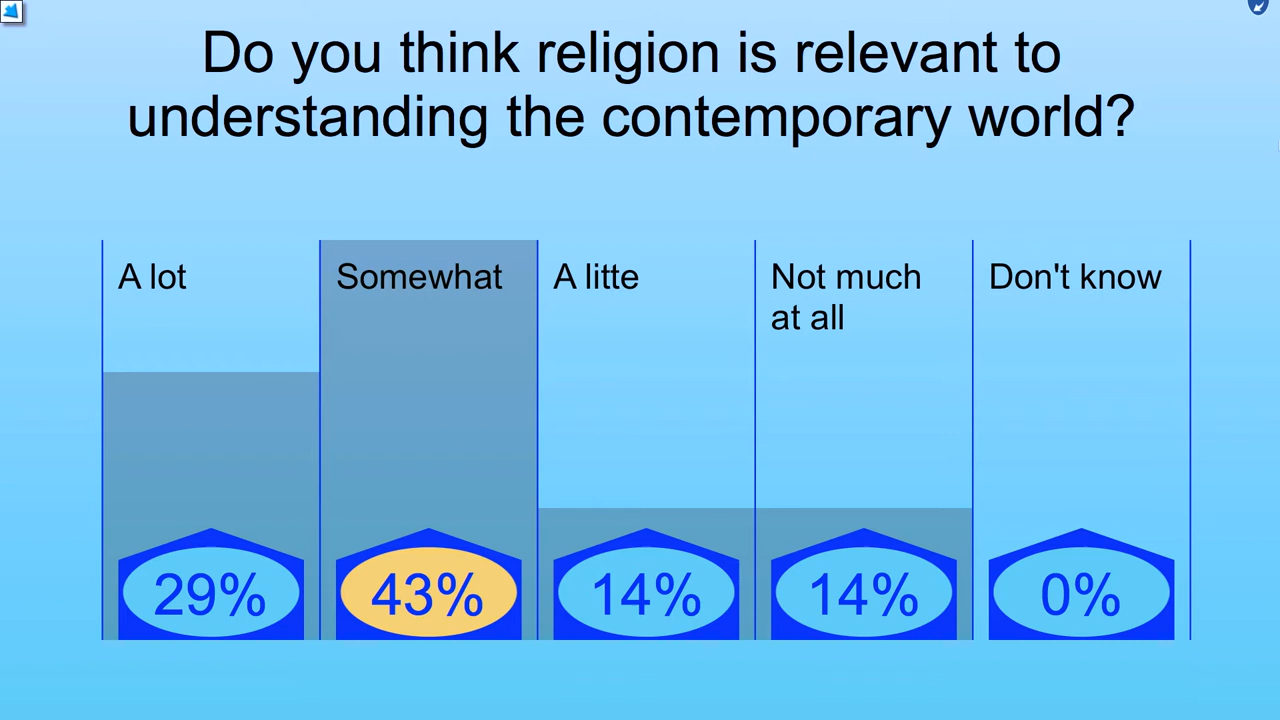 Do you think religion is relevant to
understanding the contemporary world?
A lot
Somewhat
A litte
Not much
at all
Don't know
29%
43%
14%
14%
0%